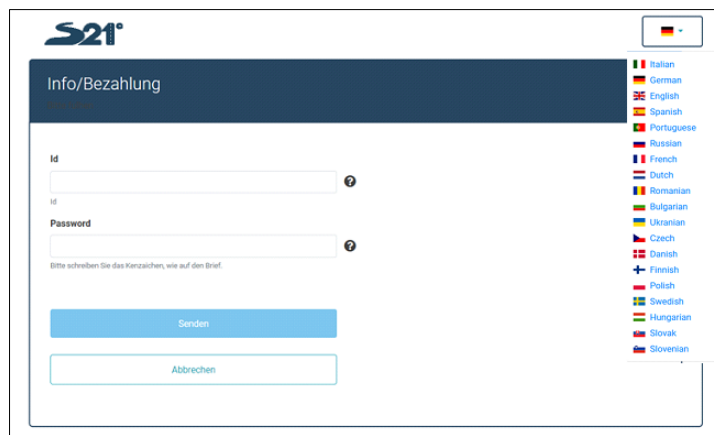 S21°
Info/Bezahlung
Id
Id
Password
Bitte schreiben Sie das Kenzaichen, wie auf den Brief.
Senden
Abbrechen
Italian
German
English
Spanish
Portuguese
Russian
French
Dutch
Romanian
Bulgarian
Ukranian
Czech
Danish
Finnish
Polish
Swedish
Hungarian
Slovak
Slovenian